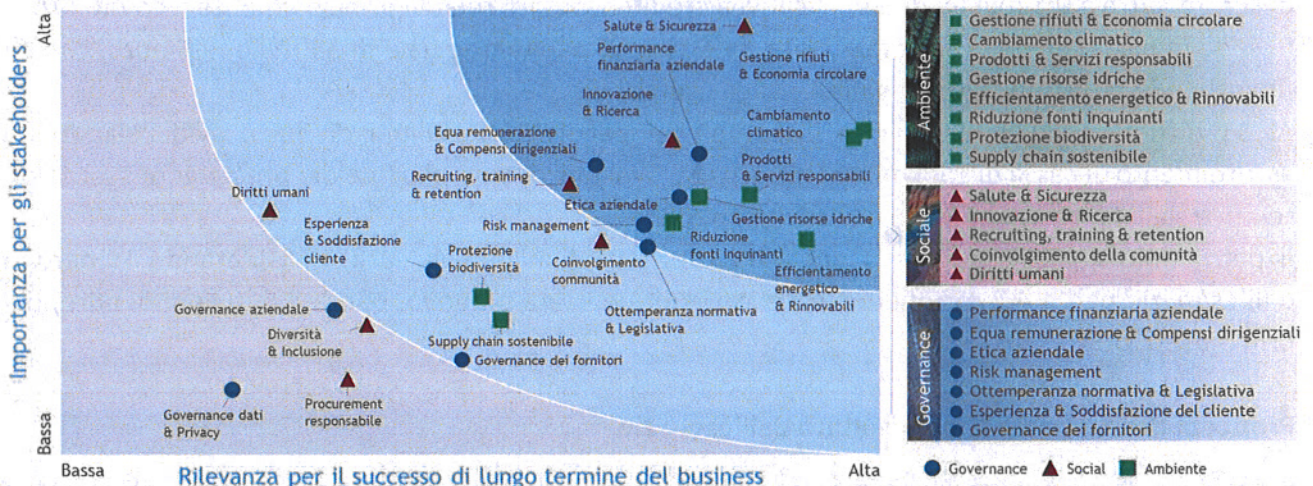 Importanza per gli stakeholders
Alta
Bassa
Salute & Sicurezza
Performance
finanziaria aziendale
Gestione rifiuti
& Economia circolare
Innovazione
& Ricerca
Cambiamento
climatico
Equa remunerazione
& Compensi dirigenziali
Prodotti
& Servizi responsabili
Recruiting, training
& retention
Diritti umani
Etica aziendale
Gestione risorse idriche
Esperienza
& Soddisfazione
cliente
Risk management
Riduzione
fonti inquinanti
Protezione
biodiversità
Coinvolgimento
comunità
Efficientamento
energetico
& Rinnovabili
Governance aziendale
Ottemperanza normativa
& Legislativa
Diversità
& Inclusione
Supply chain sostenibile
Governance dei fornitori
Governance dati
& Privacy
Procurement
responsabile
Bassa
Rilevanza per il successo di lungo termine del business
Alta
Ambiente
Gestione rifiuti & Economia circolare
Cambiamento climatico
Prodotti & Servizi responsabili
Gestione risorse idriche
Efficientamento energetico & Rinnovabili
Riduzione fonti inquinanti
Protezione biodiversità
Supply chain sostenibile
Sociale
Salute & Sicurezza
Innovazione & Ricerca
Recruiting, training & retention
Coinvolgimento della comunità
Diritti umani
Governance
Performance finanziaria aziendale
Equa remunerazione & Compensi dirigenziali
Etica aziendale
Risk management
Ottemperanza normativa & Legislativa
Esperienza & Soddisfazione del cliente
Governance dei fornitori
Governance
Social
Ambiente